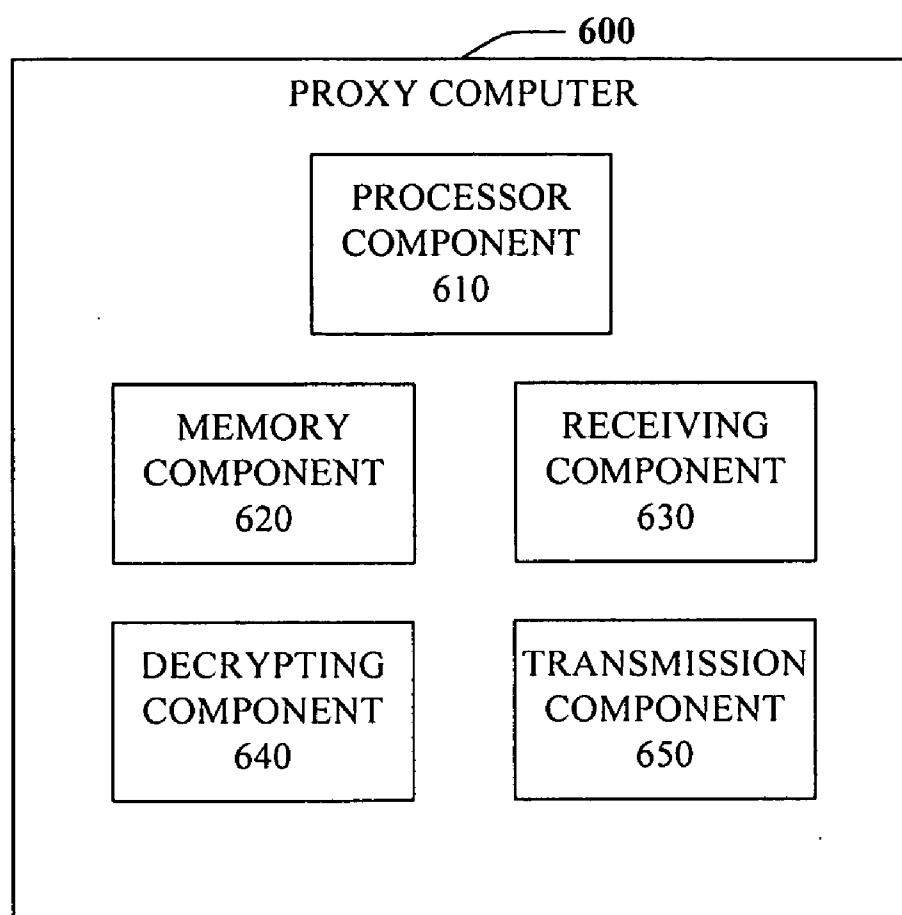 600
PROXY COMPUTER
PROCESSOR
COMPONENT
610
MEMORY
COMPONENT
620
RECEIVING
COMPONENT
630
DECRYPTING
COMPONENT
640
TRANSMISSION
COMPONENT
650